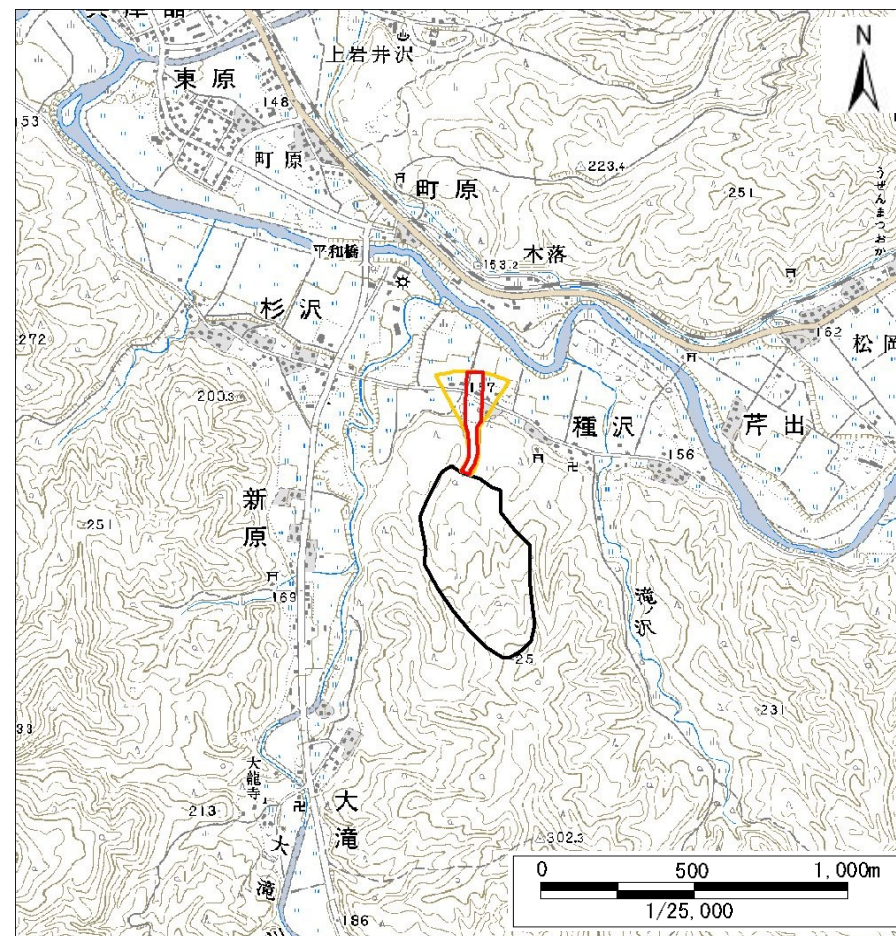 上岩井沢
N
東原
148
153
町原
223.4
251
うぜんまつおか
町原
平和橋
153.2
木落
杉沢
162
松岡
272
200.3
157
種沢
芹出
156
新原
251
169
滝ノ沢
25
231
33
大龍寺
213
大滝
大滝川
302.3
186
0
500
1,000m
1/25,000